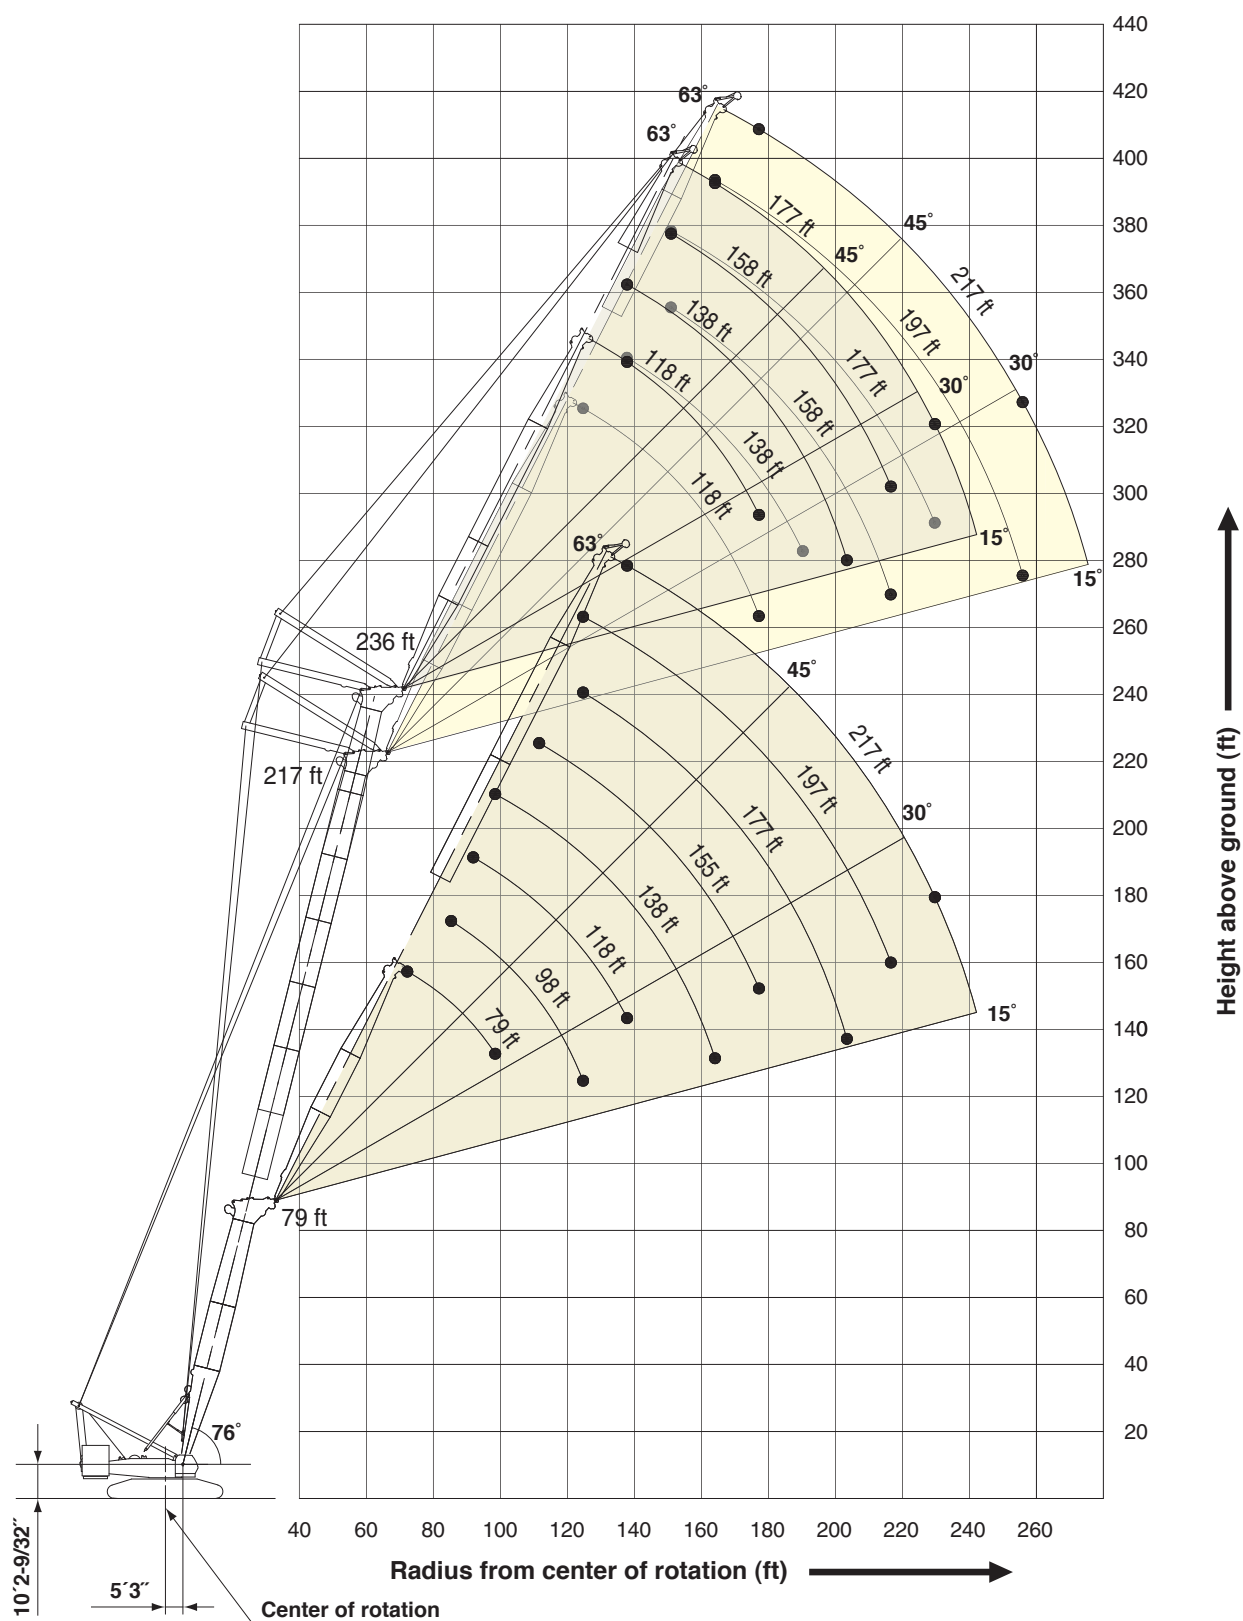 440
420
400
380
360
340
320
300
280
260
240
220
200
180
160
140
120
100
80
60
40
20
Height above ground (ft)
63°
63°
177 ft
45°
45°
158 ft
217 ft
138 ft
197 ft
118 ft
177 ft
30°
30°
158 ft
138 ft
118 ft
63°
15°
15°
236 ft
45°
217 ft
217 ft
197 ft
177 ft
30°
155 ft
138 ft
118 ft
98 ft
79 ft
15°
79 ft
76°
10´2-9/32˝
5´3˝
40 60 80 100 120 140 160 180 200 220 240 260
Radius from center of rotation (ft)
Center of rotation